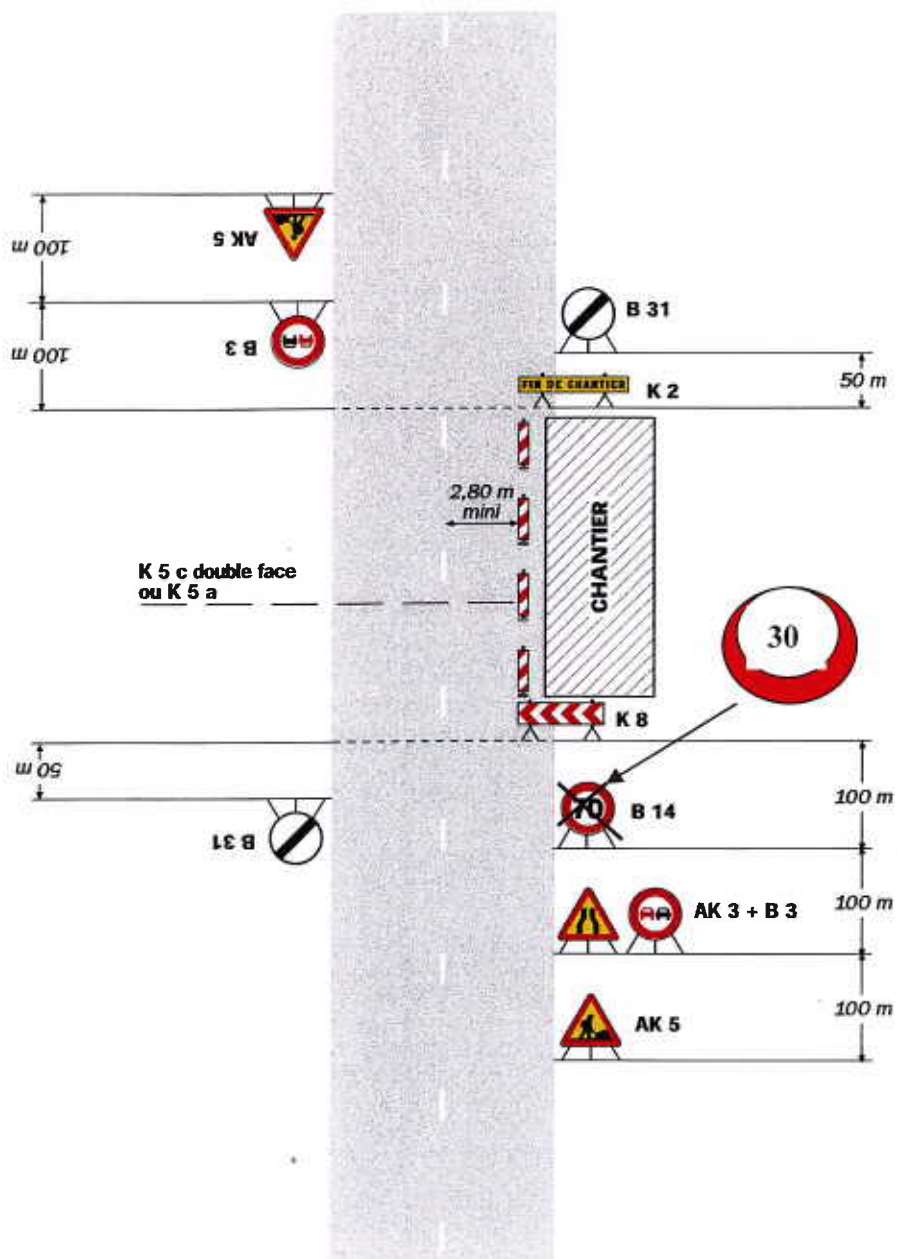 AK 5
100 m
B 3
100 m
B 31
50 m
FIN DE CHANTIER
K 2
2,80 m
mini
CHANTIER
K 5 c double face
ou K 5 a
30
K 8
50 m
B 31
70
B 14
100 m
AK 3 + B 3
100 m
AK 5
100 m